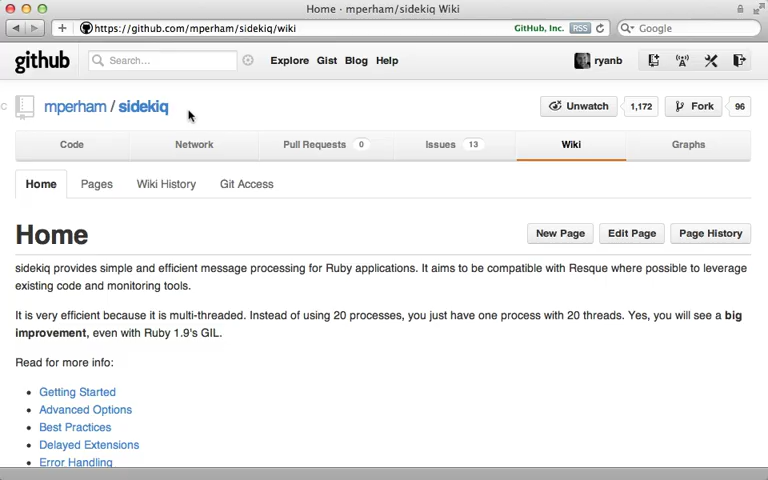 Home · mperham/sidekiq Wiki
https://github.com/mperham/sidekiq/wiki GitHub, Inc. RSS Google
github Search... Explore Gist Blog Help ryanb
mperham / sidekiq Unwatch 1,172 Fork 96
Code Network Pull Requests 0 Issues 13 Wiki Graphs
Home Pages Wiki History Git Access
Home New Page Edit Page Page History
sidekiq provides simple and efficient message processing for Ruby applications. It aims to be compatible with Resque where possible to leverage
existing code and monitoring tools.
It is very efficient because it is multi-threaded. Instead of using 20 processes, you just have one process with 20 threads. Yes, you will see a big
improvement, even with Ruby 1.9's GIL.
Read for more info:
Getting Started
Advanced Options
Best Practices
Delayed Extensions
Error Handling